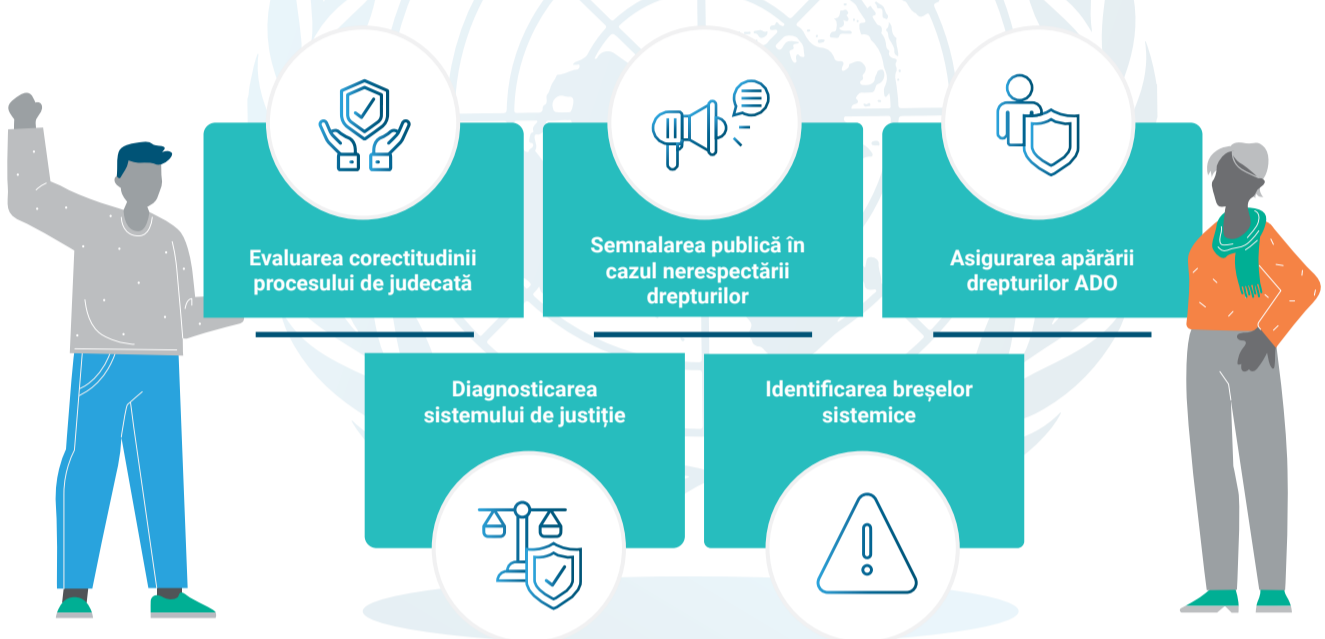 Evaluarea corectitudinii
procesului de judecată
Semnalarea publică în
cazul nerespectării
drepturilor
Asigurarea apărării
drepturilor ADO
Diagnosticarea
sistemului de justiție
Identificarea breșelor
sistemice